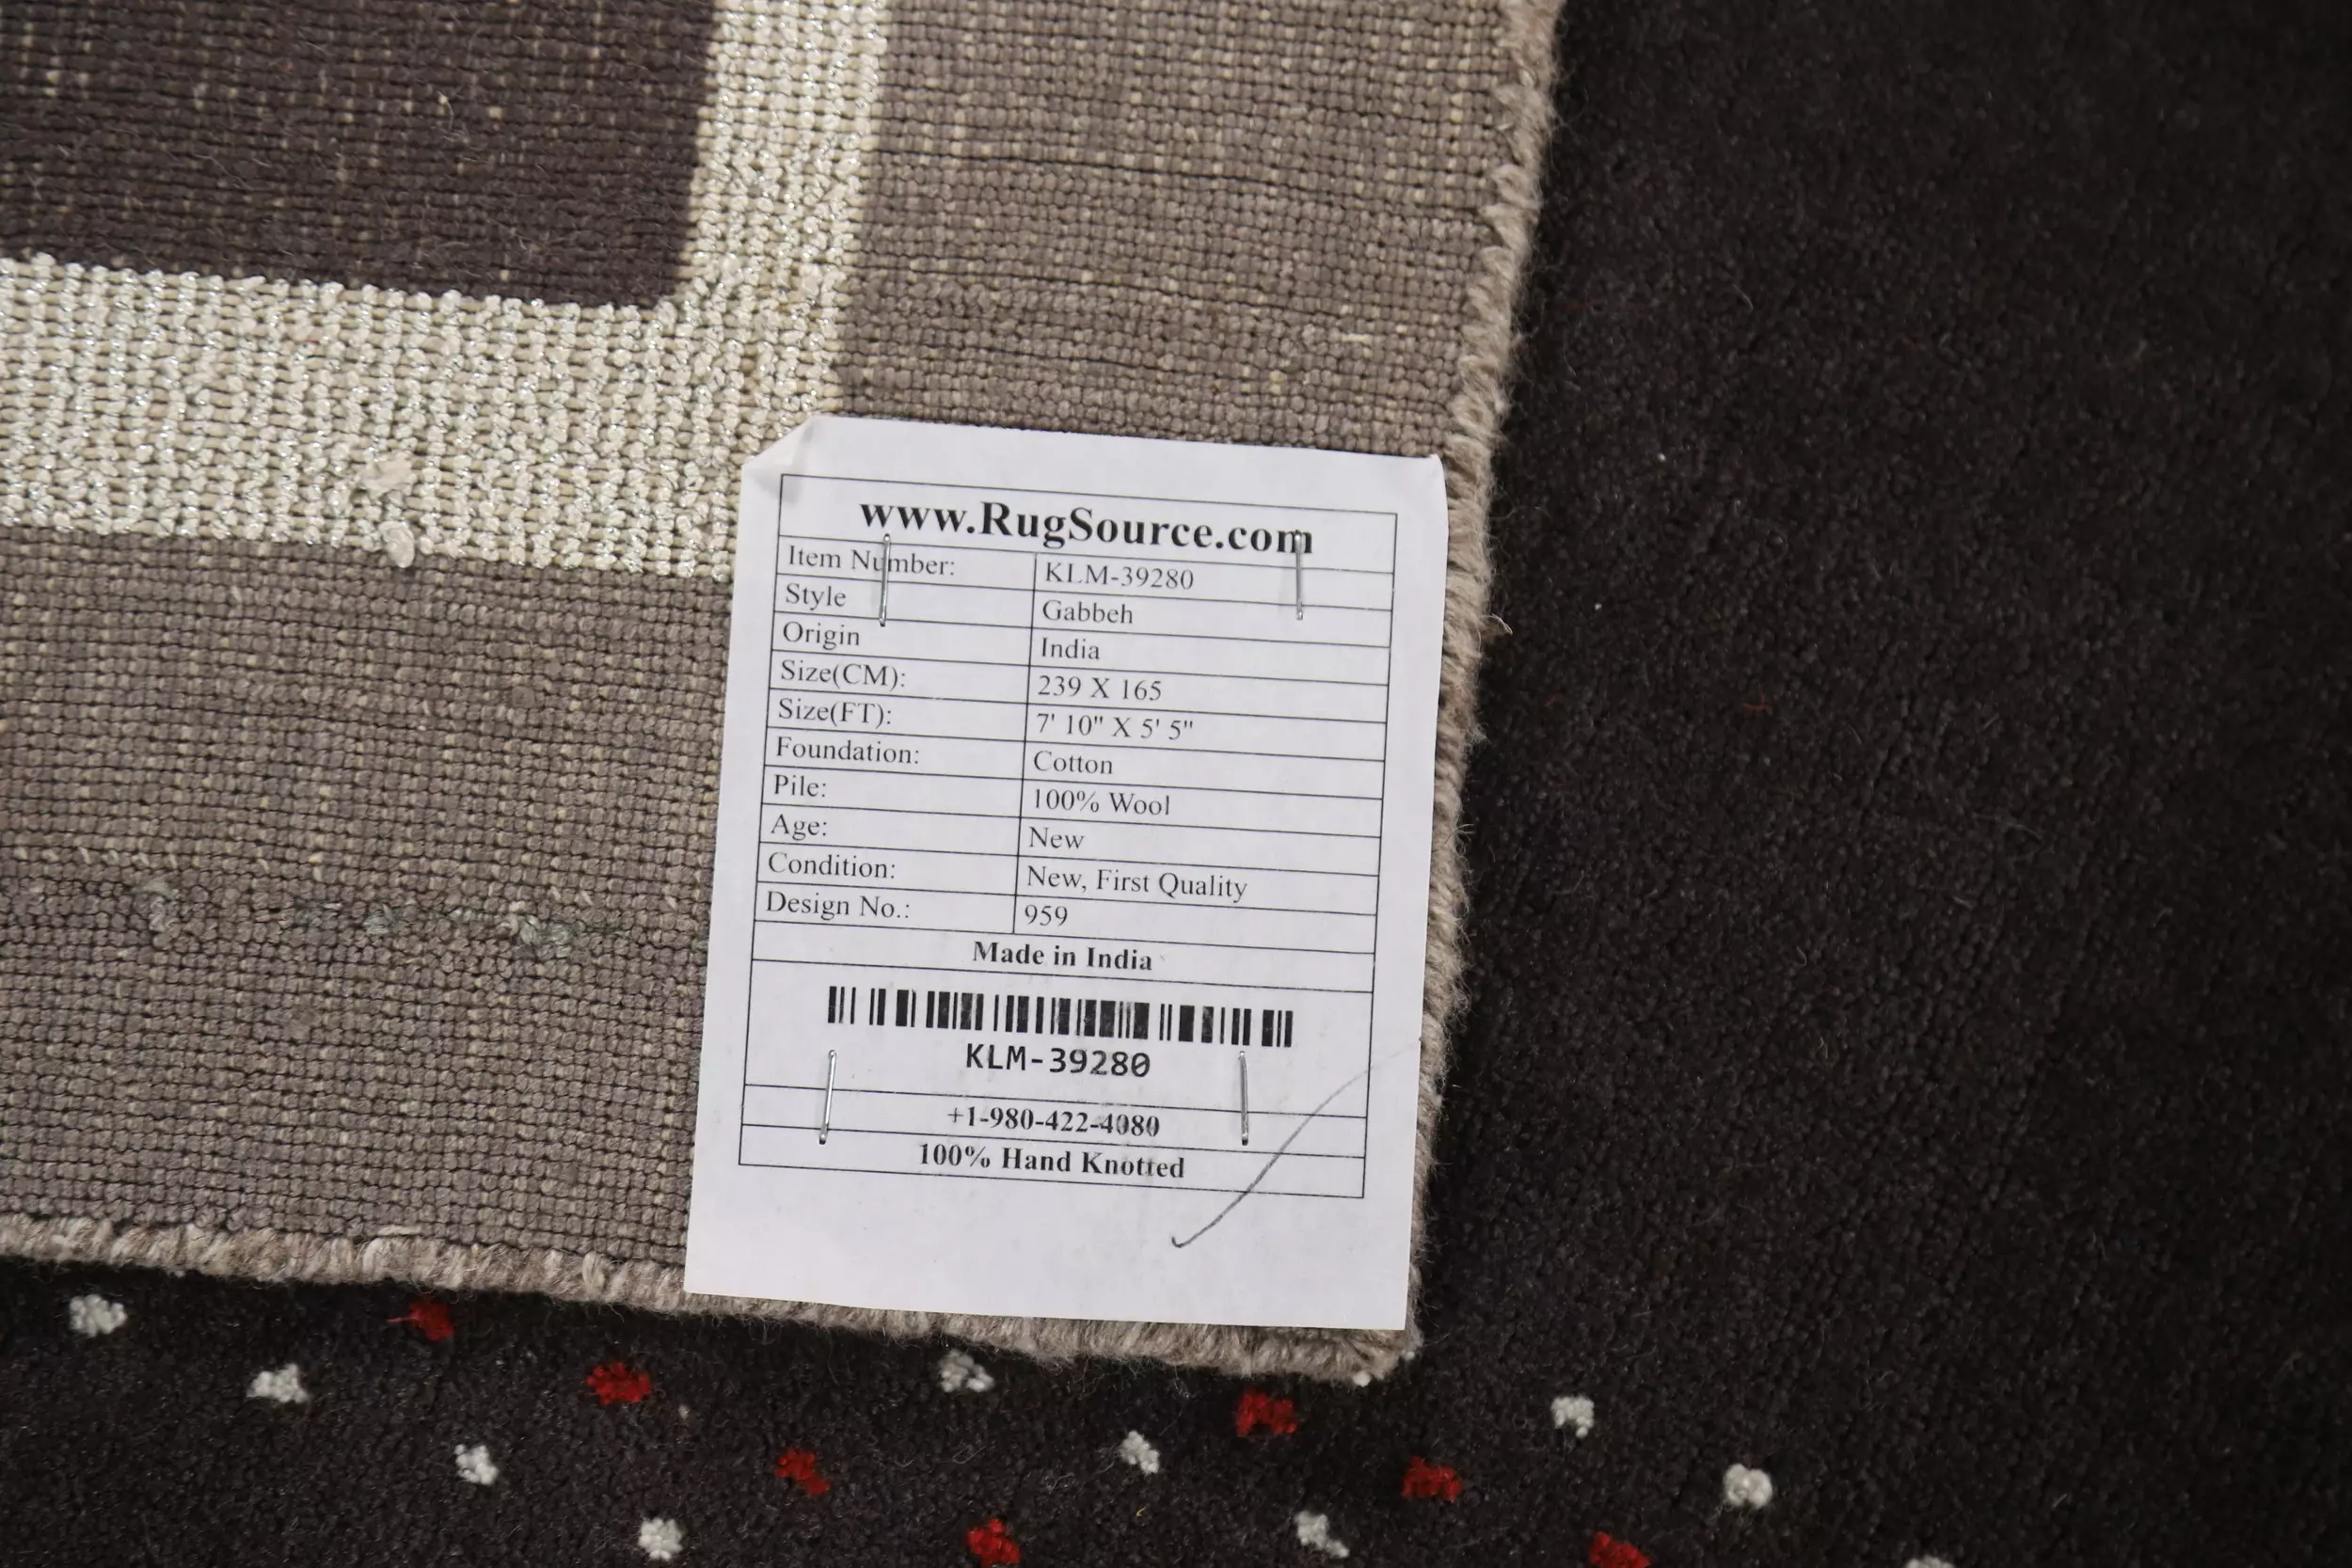 www.RugSource.com
Item Number: KLM-39280
Style Gabbeh
Origin India
Size(CM): 239 X 165
Size(FT): 7' 10" X 5' 5"
Foundation: Cotton
Pile: 100% Wool
Age: New
Condition: New, First Quality
Design No.: 959
Made in India
KLM-39280
+1-980-422-4080
100% Hand Knotted